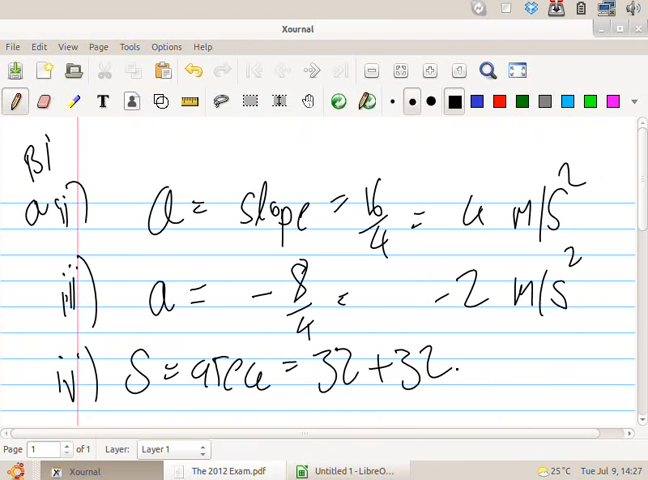 Xournal
File Edit View Page Tools Options Help
B1
a ii) a = slope = 16/4 = 4 m/s²
iii) a = - 8/4 = -2 m/s²
iv) S = area = 32 + 32.
Page 1 of 1 Layer: Layer 1
Xournal The 2012 Exam.pdf Untitled 1 - LibreO... 25°C Tue Jul 9, 14:27